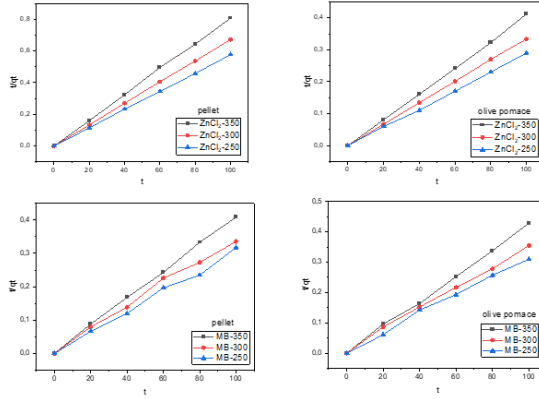 t/qt
0,8
0,6
0,4
0,2
0,0
pellet
ZnCl₂-350
ZnCl₂-300
ZnCl₂-250
0 20 40 60 80 100
t
t/qt
0,4
0,3
0,2
0,1
0,0
olive pomace
ZnCl₂-350
ZnCl₂-300
ZnCl₂-250
0 20 40 60 80 100
t
t/qt
0,4
0,3
0,2
0,1
0,0
pellet
MB-350
MB-300
MB-250
0 20 40 60 80 100
t
t/qt
0,5
0,4
0,3
0,2
0,1
0,0
olive pomace
MB-350
MB-300
MB-250
0 20 40 60 80 100
t